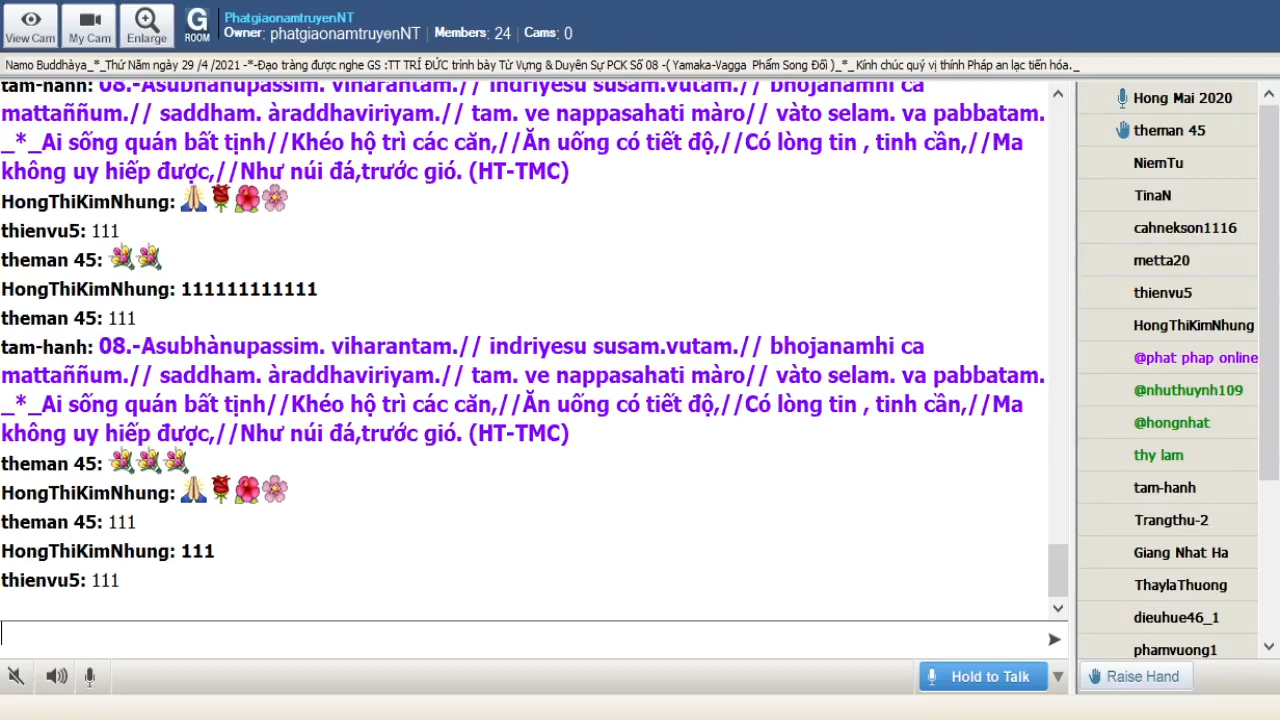 View Cam
My Cam
Enlarge
G
ROOM
PhatgiaonamtruyenNT
Owner: phatgiaonamtruyenNT | Members: 24 | Cams: 0
Namo Buddhàya_*_Thứ Năm ngày 29 /4 /2021 -*-Đạo tràng được nghe GS :TT TRÍ ĐỨC trình bày Từ Vựng & Duyên Sự PCK Số 08 -( Yamaka-Vagga Phẩm Song Đối )_*_ Kính chúc quý vị thính Pháp an lạc tiến hóa._
tam-hanh: 08.-Asubhànupassim. viharantam.// indriyesu susam.vutam.// bhojanamhi ca
mattaññum.// saddham. àraddhaviriyam.// tam. ve nappasahati màro// vàto selam. va pabbatam.
_*_Ai sống quán bất tịnh//Khéo hộ trì các căn,//Ăn uống có tiết độ,//Có lòng tin , tinh cần,//Ma
không uy hiếp được,//Như núi đá,trước gió. (HT-TMC)
HongThiKimNhung:
thienvu5: 111
theman 45:
HongThiKimNhung: 111111111111
theman 45: 111
tam-hanh: 08.-Asubhànupassim. viharantam.// indriyesu susam.vutam.// bhojanamhi ca
mattaññum.// saddham. àraddhaviriyam.// tam. ve nappasahati màro// vàto selam. va pabbatam.
_*_Ai sống quán bất tịnh//Khéo hộ trì các căn,//Ăn uống có tiết độ,//Có lòng tin , tinh cần,//Ma
không uy hiếp được,//Như núi đá,trước gió. (HT-TMC)
theman 45:
HongThiKimNhung:
theman 45: 111
HongThiKimNhung: 111
thienvu5: 111
Hold to Talk
Hong Mai 2020
theman 45
NiemTu
TinaN
cahnekson1116
metta20
thienvu5
HongThiKimNhung
@phat phap online
@nhuthuynh109
@hongnhat
thy lam
tam-hanh
Trangthu-2
Giang Nhat Ha
ThaylaThuong
dieuhue46_1
phamvuong1
Raise Hand